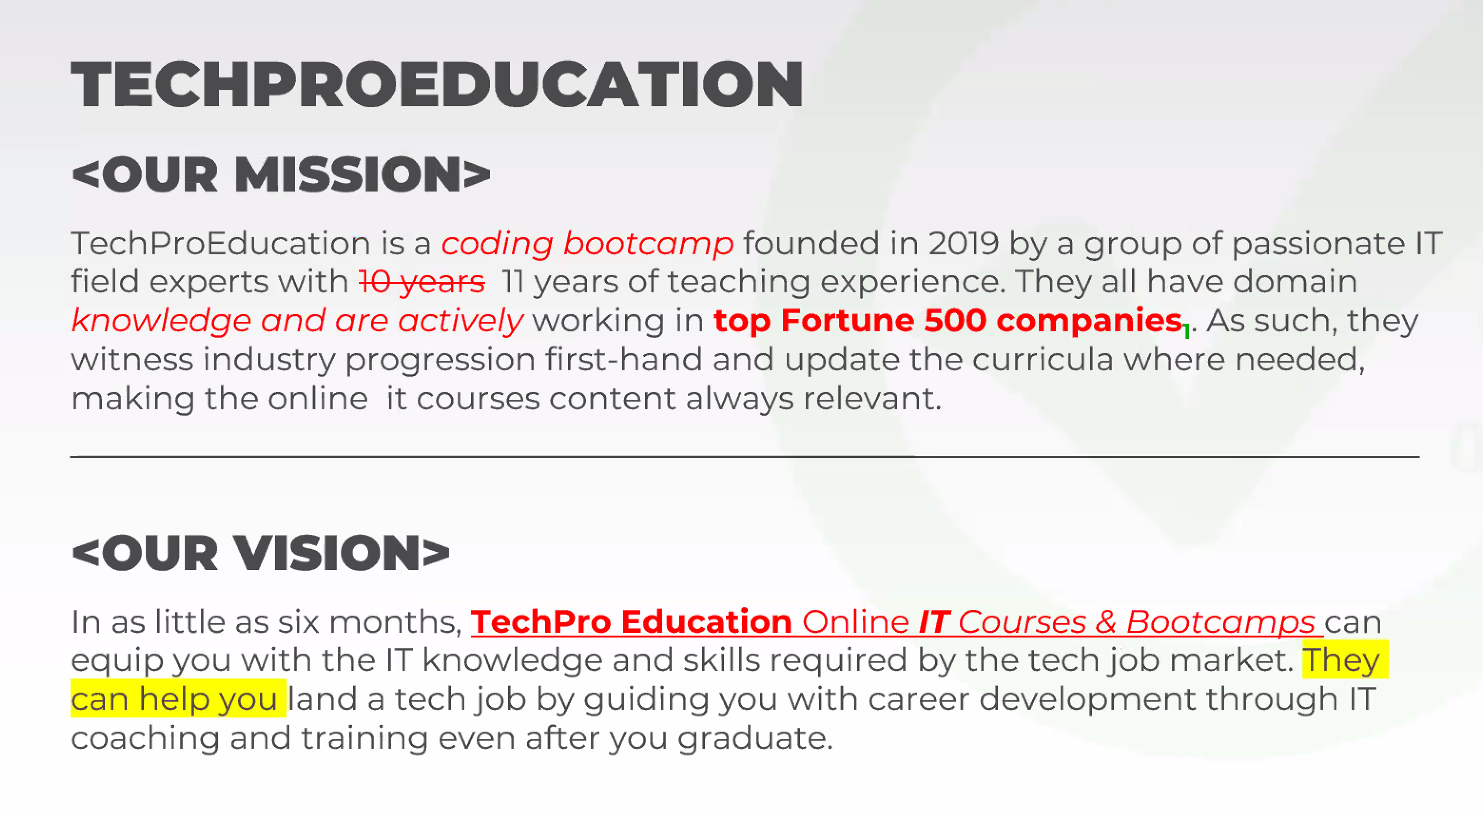 TECHPROEDUCATION
<OUR MISSION>
TechProEducation is a coding bootcamp founded in 2019 by a group of passionate IT
field experts with 10 years 11 years of teaching experience. They all have domain
knowledge and are actively working in top Fortune 500 companies1. As such, they
witness industry progression first-hand and update the curricula where needed,
making the online it courses content always relevant.
<OUR VISION>
In as little as six months, TechPro Education Online IT Courses & Bootcamps can
equip you with the IT knowledge and skills required by the tech job market. They
can help you land a tech job by guiding you with career development through IT
coaching and training even after you graduate.